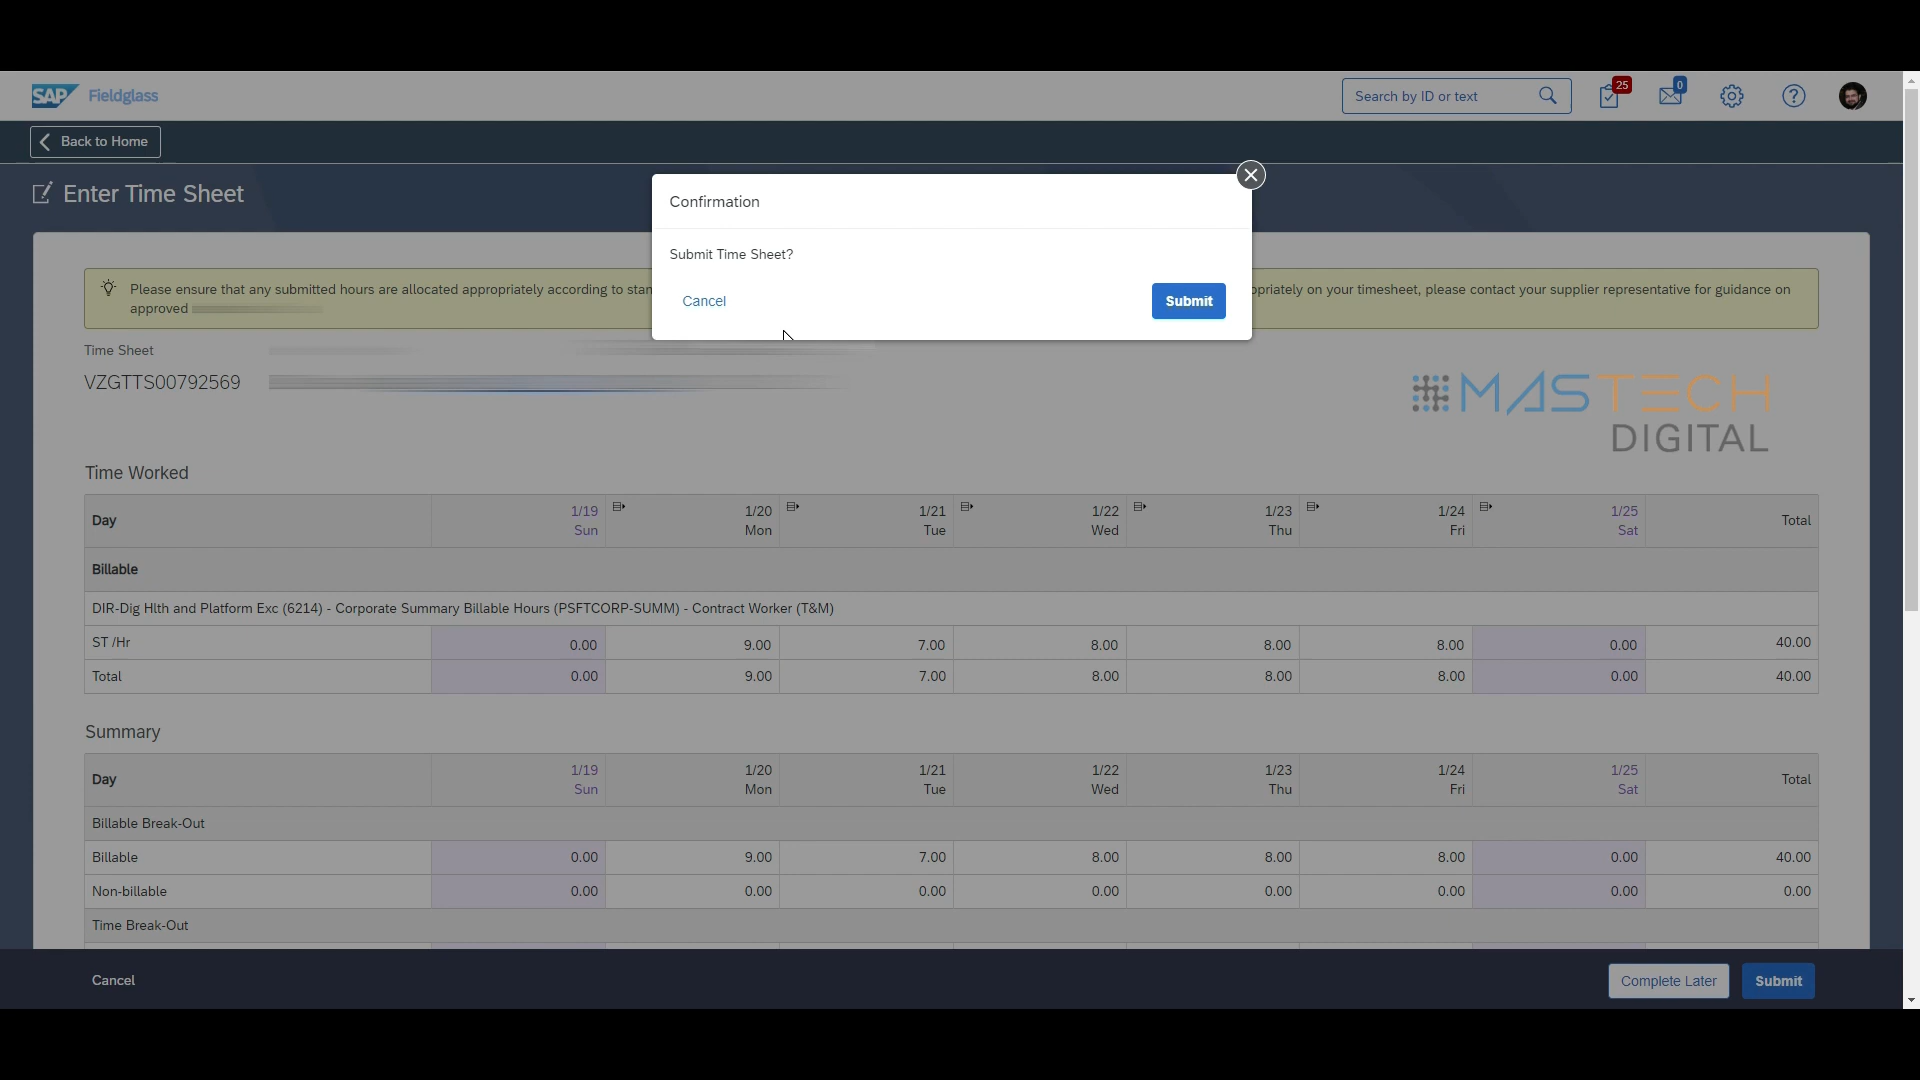 SAP Fieldglass
Search by ID or text
25
0
Back to Home
Enter Time Sheet
Confirmation
Submit Time Sheet?
Cancel
Submit
Please ensure that any submitted hours are allocated appropriately according to
opriately on your timesheet, please contact your supplier representative for guidance on
approved
Time Sheet
VZGTTS00792569
MASTECH
DIGITAL
Time Worked
Day 1/19 Sun 1/20 Mon 1/21 Tue 1/22 Wed 1/23 Thu 1/24 Fri 1/25 Sat Total
Billable
DIR-Dig Hlth and Platform Exc (6214) - Corporate Summary Billable Hours (PSFTCORP-SUMM) - Contract Worker (T&M)
ST /Hr 0.00 9.00 7.00 8.00 8.00 8.00 0.00 40.00
Total 0.00 9.00 7.00 8.00 8.00 8.00 0.00 40.00
Summary
Day 1/19 Sun 1/20 Mon 1/21 Tue 1/22 Wed 1/23 Thu 1/24 Fri 1/25 Sat Total
Billable Break-Out
Billable 0.00 9.00 7.00 8.00 8.00 8.00 0.00 40.00
Non-billable 0.00 0.00 0.00 0.00 0.00 0.00 0.00 0.00
Time Break-Out
Cancel
Complete Later
Submit